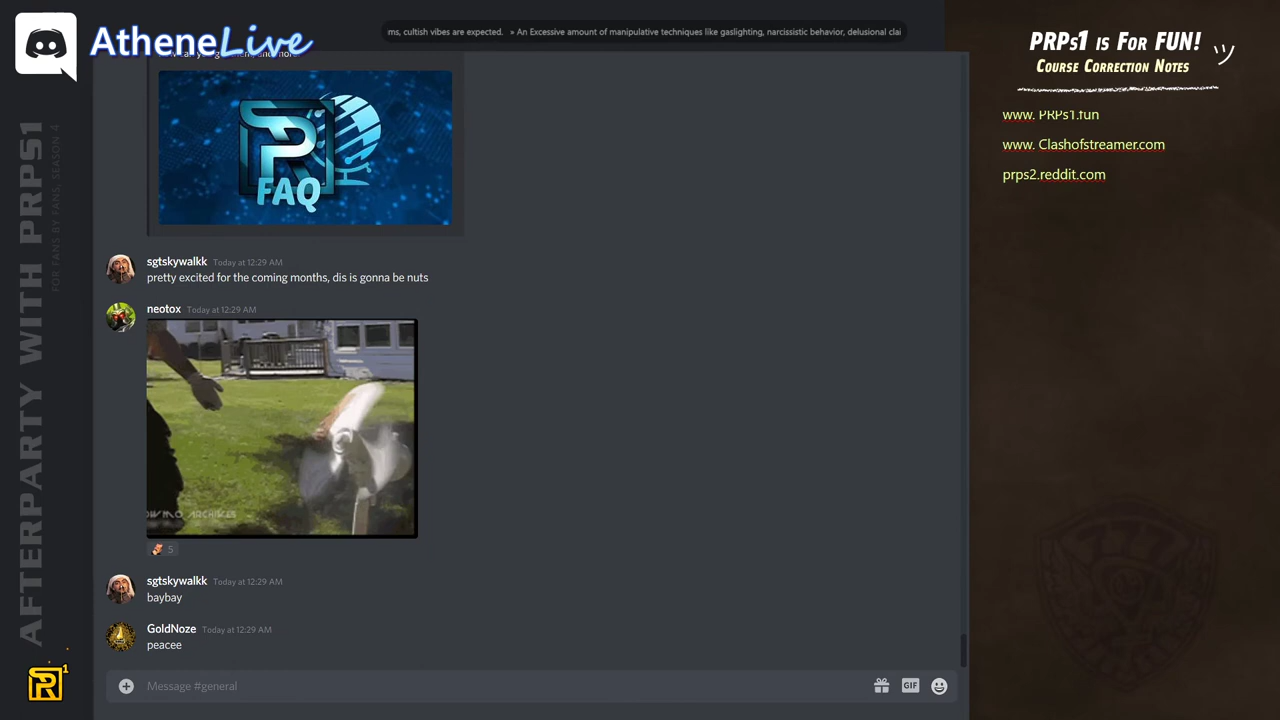 AtheneLive
ms, cultish vibes are expected. » An Excessive amount of manipulative techniques like gaslighting, narcissistic behavior, delusional clai
PRPs1 is For FUN!
Course Correction Notes
ツ
www. PRPs1.fun
www. Clashofstreamer.com
prps2.reddit.com
AFTERPARTY WITH PRPS1
FOR FANS BY FANS, SEASON 4
P
FAQ
sgtskywalkk Today at 12:29 AM
pretty excited for the coming months, dis is gonna be nuts
neotox Today at 12:29 AM
5
sgtskywalkk Today at 12:29 AM
baybay
GoldNoze Today at 12:29 AM
peacee
Message #general
GIF
R1